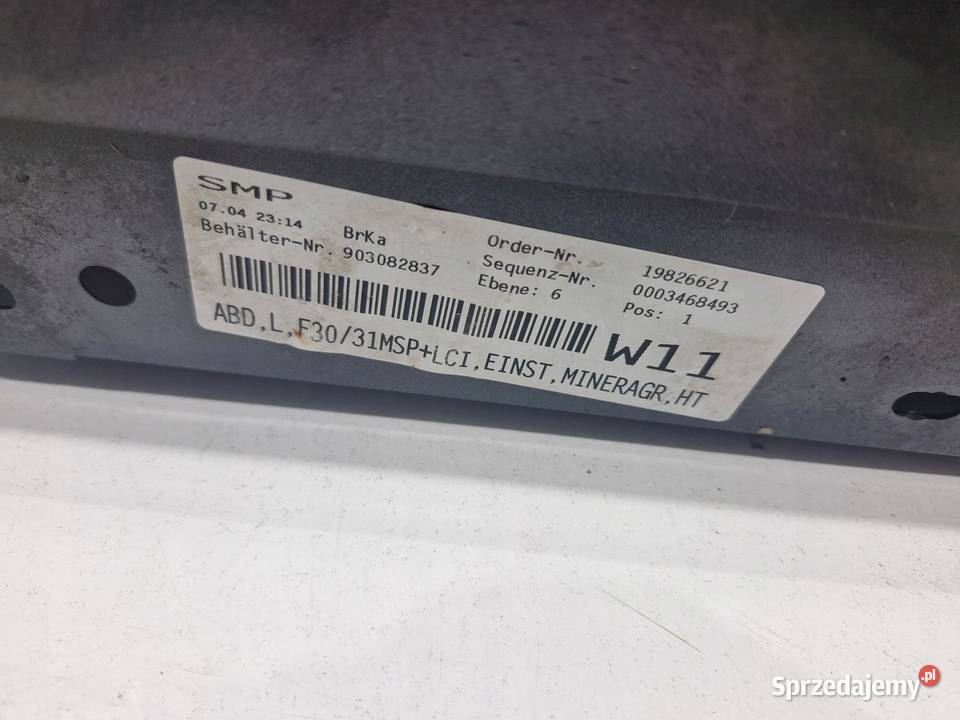 SMP
07.04 23:14 BrKa Order-Nr. 19826621
Behälter-Nr. 903082837 Sequenz-Nr. 0003468493
Ebene: 6 Pos: 1
W11
ABD,L,F30/31MSP+LCI,EINST,MINERAGR,HT
Sprzedajemy.pl